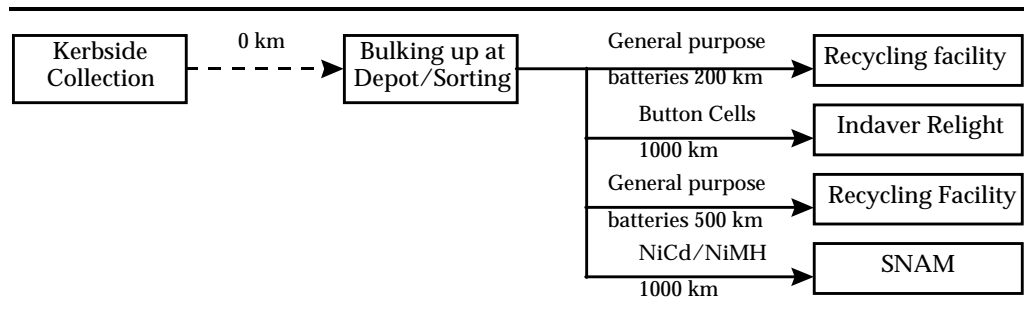 Kerbside
Collection
0 km
Bulking up at
Depot/Sorting
General purpose
batteries 200 km
Recycling facility
Button Cells
1000 km
Indaver Relight
General purpose
batteries 500 km
Recycling Facility
NiCd/NiMH
1000 km
SNAM